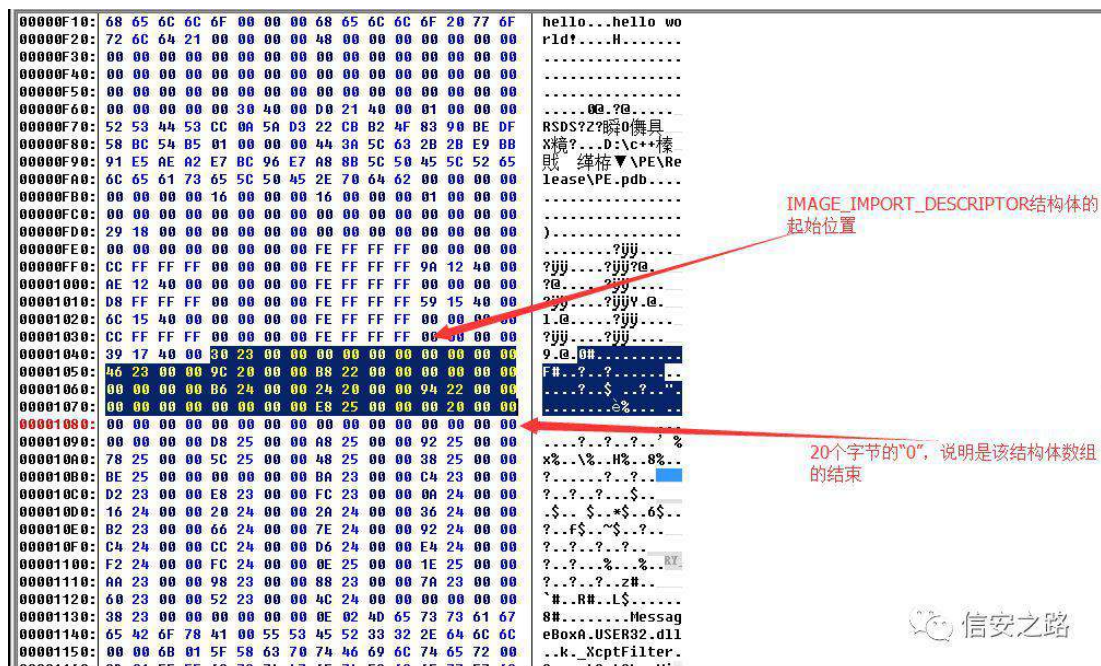 00000F10: 68 65 6C 6C 6F 00 00 00 68 65 6C 6C 6F 20 77 6F hello...hello wo
00000F20: 72 6C 64 21 00 00 00 00 48 00 00 00 00 00 00 00 rld!....H.......
00000F30: 00 00 00 00 00 00 00 00 00 00 00 00 00 00 00 00 ................
00000F40: 00 00 00 00 00 00 00 00 00 00 00 00 00 00 00 00 ................
00000F50: 00 00 00 00 00 00 00 00 00 00 00 00 00 00 00 00 ................
00000F60: 00 00 00 00 00 30 40 00 D0 21 40 00 01 00 00 00 .....0@.?@.....
00000F70: 52 53 44 53 CC 0A 5A D3 22 CB B2 4F 83 90 BE DF RSDS?Z?瞬O儛具
00000F80: 58 BC 54 B5 01 00 00 00 44 3A 5C 63 2B 2B E9 BB X糡?...D:\c++榛
00000F90: 91 E5 AE A2 E7 BC 96 E7 A8 8B 5C 50 45 5C 52 65 \PE\Re
00000FA0: 6C 65 61 73 65 5C 50 45 2E 70 64 62 00 00 00 00 lease\PE.pdb....
00000FB0: 00 00 00 00 16 00 00 00 16 00 00 00 01 00 00 00 ................
00000FC0: 00 00 00 00 00 00 00 00 00 00 00 00 00 00 00 00 ................
00000FD0: 29 18 00 00 00 00 00 00 00 00 00 00 00 00 00 00 )...............
00000FE0: 00 00 00 00 00 00 00 00 FE FF FF FF 00 00 00 00 ........?ÿÿ....
00000FF0: CC FF FF FF 00 00 00 00 FE FF FF FF 9A 12 40 00 ?ÿÿ....?ÿÿ?@.
00001000: AE 12 40 00 00 00 00 00 FE FF FF FF 00 00 00 00 ?@.....?ÿÿ....
00001010: D8 FF FF FF 00 00 00 00 FE FF FF FF 59 15 40 00 ?ÿÿ....?ÿÿY.@.
00001020: 6C 15 40 00 00 00 00 00 FE FF FF FF 00 00 00 00 l.@.....?ÿÿ....
00001030: CC FF FF FF 00 00 00 00 FE FF FF FF 00 00 00 00 ?ÿÿ....?ÿÿ....
00001040: 39 17 40 00 30 23 00 00 00 00 00 00 00 00 00 00 9.@.0#..........
00001050: 46 23 00 00 9C 20 00 00 B8 22 00 00 00 00 00 00 F#..?..?.......
00001060: 00 00 00 00 B6 24 00 00 24 20 00 00 94 22 00 00 ....?..$ ..?"..
00001070: 00 00 00 00 00 00 00 00 E8 25 00 00 00 20 00 00 ........è%... ..
00001080: 00 00 00 00 00 00 00 00 00 00 00 00 00 00 00 00
00001090: 00 00 00 00 D8 25 00 00 A8 25 00 00 92 25 00 00 ....?..?..?..
000010A0: 78 25 00 00 5C 25 00 00 48 25 00 00 38 25 00 00 x%..\%..H%..8%..
000010B0: BE 25 00 00 00 00 00 00 BA 23 00 00 C4 23 00 00 ?......?..?..
000010C0: D2 23 00 00 E8 23 00 00 FC 23 00 00 0A 24 00 00 ?..?..?...$..
000010D0: 16 24 00 00 20 24 00 00 2A 24 00 00 36 24 00 00 .$.. $..*$..6$..
000010E0: B2 23 00 00 66 24 00 00 7E 24 00 00 92 24 00 00 ?..f$..~$..?..
000010F0: C4 24 00 00 CC 24 00 00 D6 24 00 00 E4 24 00 00 ?..?..?..?..
00001100: F2 24 00 00 FC 24 00 00 0E 25 00 00 1E 25 00 00 ?..?...%...%..
00001110: AA 23 00 00 98 23 00 00 88 23 00 00 7A 23 00 00 ?..?..?..z#..
00001120: 60 23 00 00 52 23 00 00 4C 24 00 00 00 00 00 00 `#..R#..L$......
00001130: 38 23 00 00 00 00 00 00 0E 02 4D 65 73 73 61 67 8#........Messag
00001140: 65 42 6F 78 41 00 55 53 45 52 33 32 2E 64 6C 6C eBoxA.USER32.dll
00001150: 00 00 6B 01 5F 58 63 70 74 46 69 6C 74 65 72 00 ..k._XcptFilter.
IMAGE_IMPORT_DESCRIPTOR结构体的
起始位置
20个字节的“0”，说明是该结构体数组
的结束
信安之路